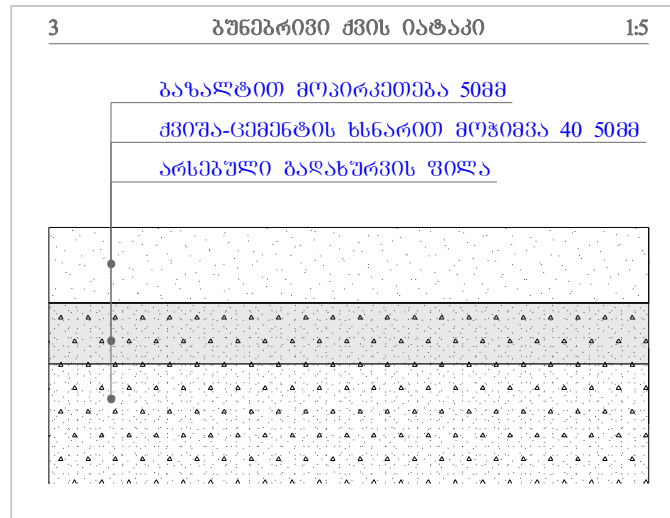 3 ბუნებრივი ქვის იატაკი 1:5
ბაზალტით მოპირკეთება 50მმ
ქვიშა-ცემენტის ხსნარით მოჭიმვა 40 50მმ
არსებული გადახურვის ფილა